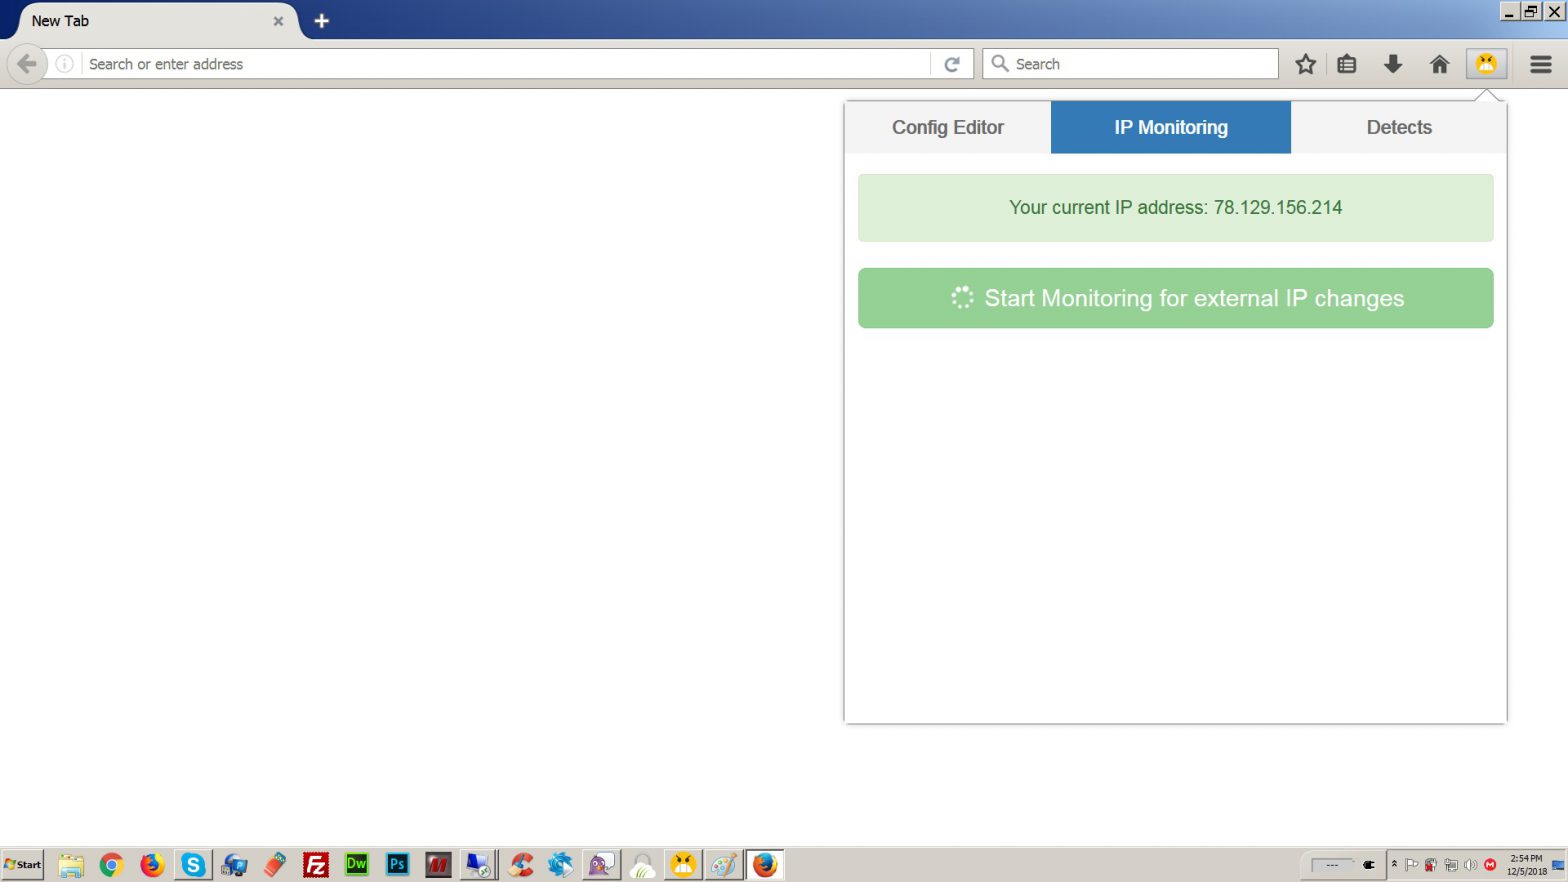 New Tab
Search or enter address
Search
Config Editor
IP Monitoring
Detects
Your current IP address: 78.129.156.214
Start Monitoring for external IP changes
Start
Fz
Dw
Ps
M
---
M
2:54 PM
12/5/2018